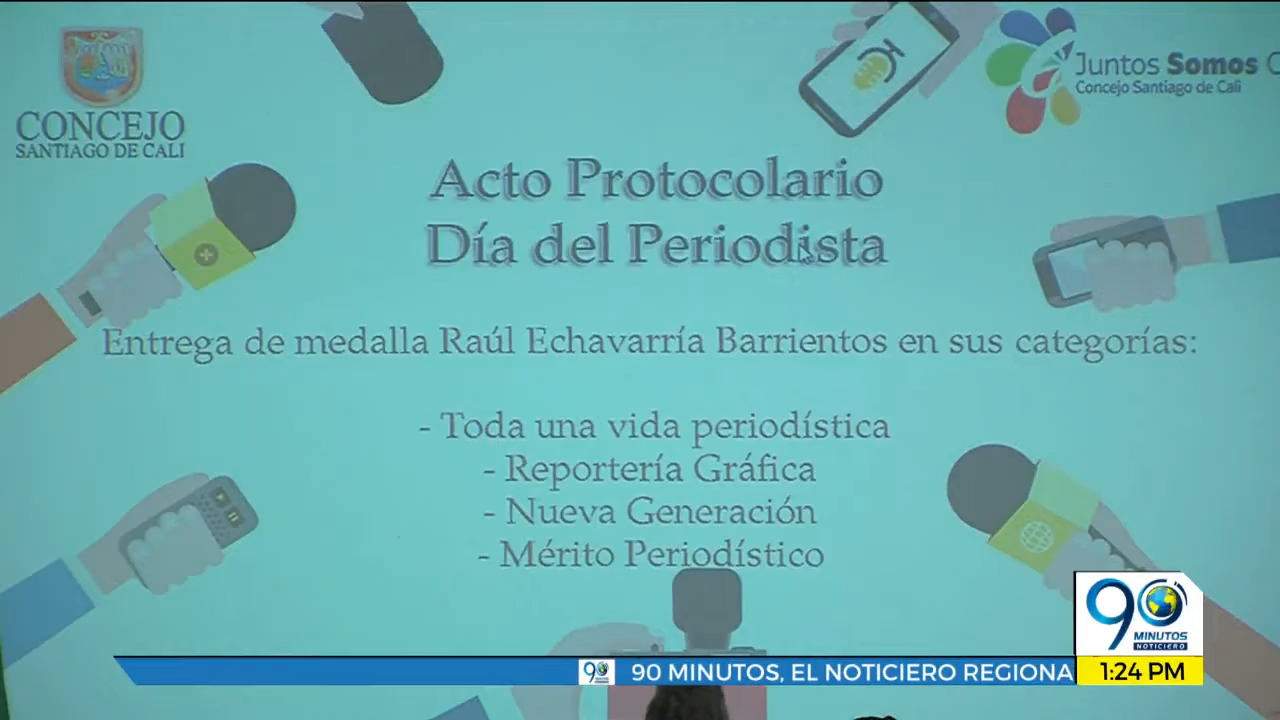 CONCEJO
SANTIAGO DE CALI
Juntos Somos C
Concejo Santiago de Cali
Acto Protocolario
Día del Periodista
Entrega de medalla Raúl Echavarría Barrientos en sus categorías:
- Toda una vida periodística
- Reportería Gráfica
- Nueva Generación
- Mérito Periodístico
90
MINUTOS
NOTICIERO
90 MINUTOS, EL NOTICIERO REGIONA
1:24 PM